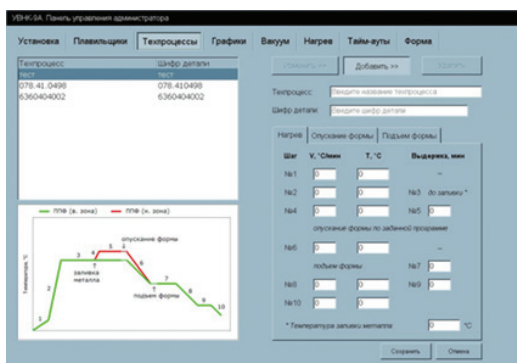 УВНК-9А. Панель управления администратора
Установка Плавильщики Техпроцессы Графики Вакуум Нагрев Тайм-ауты Форма
Техпроцесс Шифр детали
тест тест
078.41.0498 078.410498
6360404002 6360404002
Изменить >> Добавить >> Удалить
Техпроцесс: Введите название техпроцесса
Шифр детали: Введите шифр детали
Нагрев Опускание формы Подъем формы
Шаг V, °С/мин Т, °С Выдержка, мин
№1 0 0 –
№2 0 0 №3 до заливки *
№4 0 0 №5 0
опускание формы по заданной программе
№6 0 –
подъем формы №7 0
№8 0 0 №9 0
№10 0 0
* Температура заливки металла 0 °С
Сохранить Отмена
ППФ (в. зона) ППФ (н. зона)
Температура, °С
опускание формы
заливка
металла
подъем формы
1 2 3 4 5 6 7 8 9 10